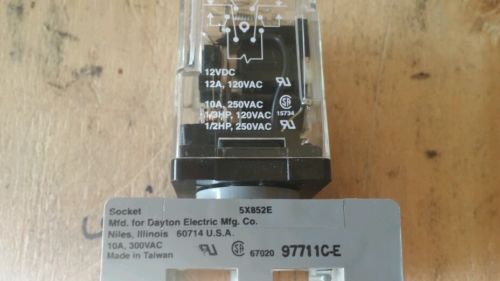 12VDC
12A, 120VAC
10A, 250VAC
1/3HP, 120VAC
1/2HP, 250VAC
15734
Socket 5X852E
Mfd. for Dayton Electric Mfg. Co.
Niles, Illinois 60714 U.S.A.
10A, 300VAC
Made in Taiwan
67020 97711C-E